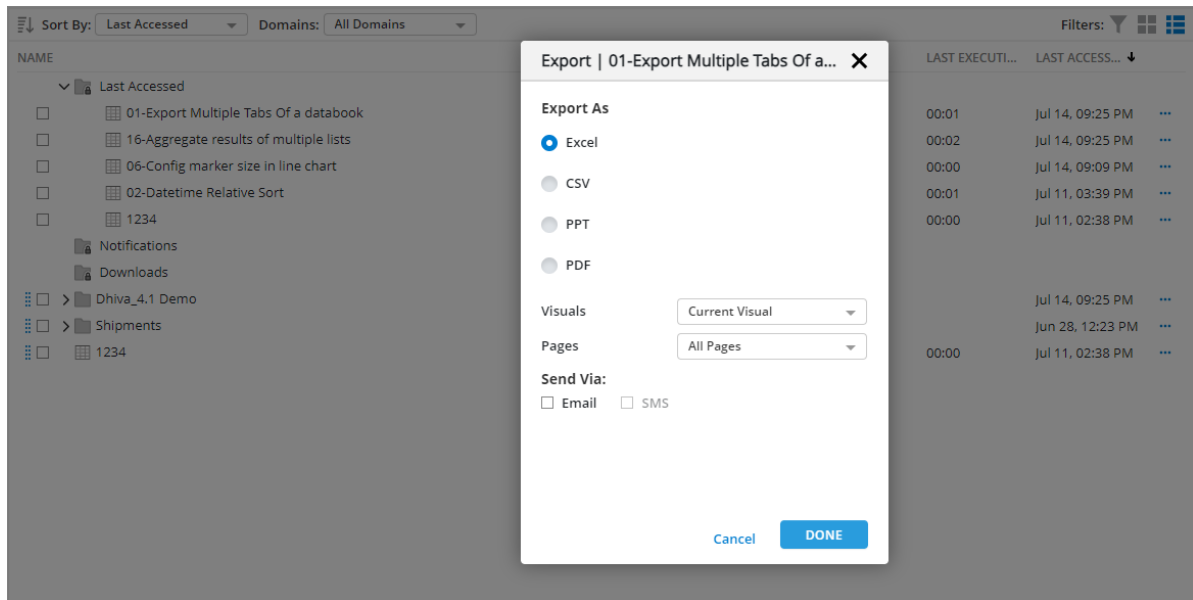 Sort By: Last Accessed Domains: All Domains Filters:
NAME LAST EXECUTI... LAST ACCESS...
Last Accessed
01-Export Multiple Tabs Of a databook 00:01 Jul 14, 09:25 PM
16-Aggregate results of multiple lists 00:02 Jul 14, 09:25 PM
06-Config marker size in line chart 00:00 Jul 14, 09:09 PM
02-Datetime Relative Sort 00:01 Jul 11, 03:39 PM
1234 00:00 Jul 11, 02:38 PM
Notifications
Downloads
Dhiva_4.1 Demo Jul 14, 09:25 PM
Shipments Jun 28, 12:23 PM
1234 00:00 Jul 11, 02:38 PM
Export | 01-Export Multiple Tabs Of a...
Export As
Excel
CSV
PPT
PDF
Visuals Current Visual
Pages All Pages
Send Via:
Email SMS
Cancel DONE